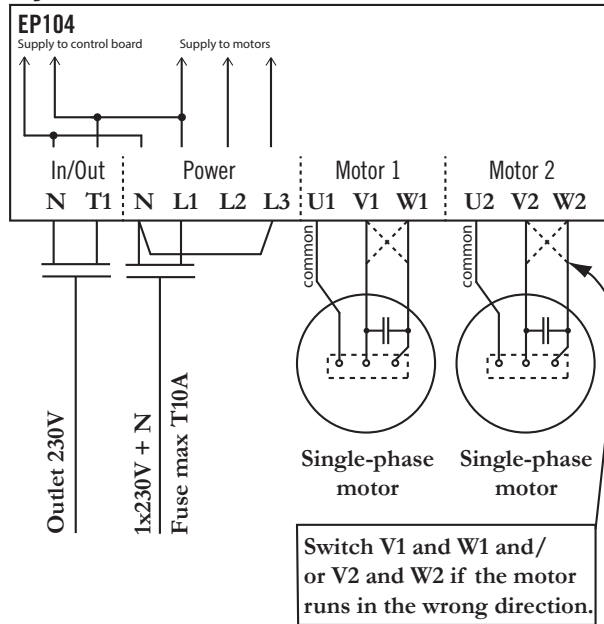 EP104
Supply to control board Supply to motors
In/Out Power Motor 1 Motor 2
N T1 N L1 L2 L3 U1 V1 W1 U2 V2 W2
common
common
Outlet 230V
1x230V + N
Fuse max T10A
Single-phase
motor
Single-phase
motor
Switch V1 and W1 and/
or V2 and W2 if the motor
runs in the wrong direction.